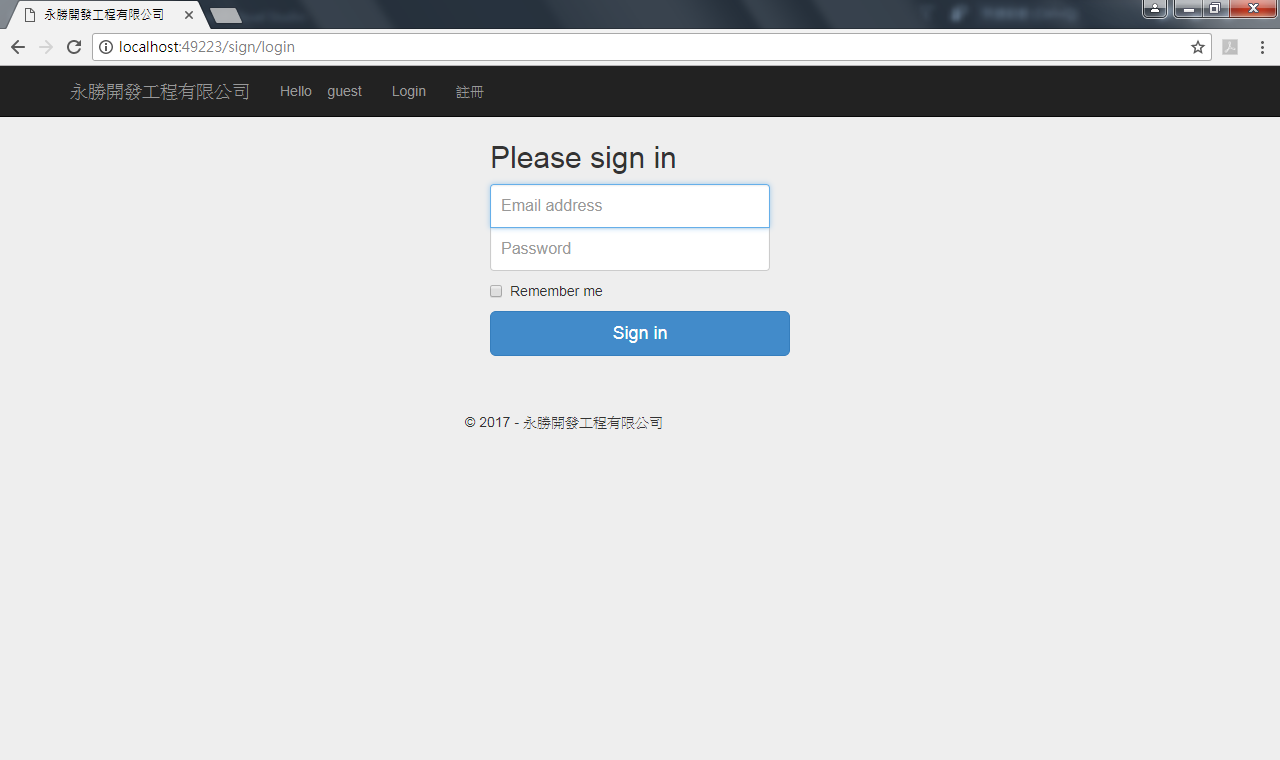 永勝開發工程有限公司
localhost:49223/sign/login
永勝開發工程有限公司 Hello guest Login 註冊
Please sign in
Email address
Password
Remember me
Sign in
© 2017 - 永勝開發工程有限公司